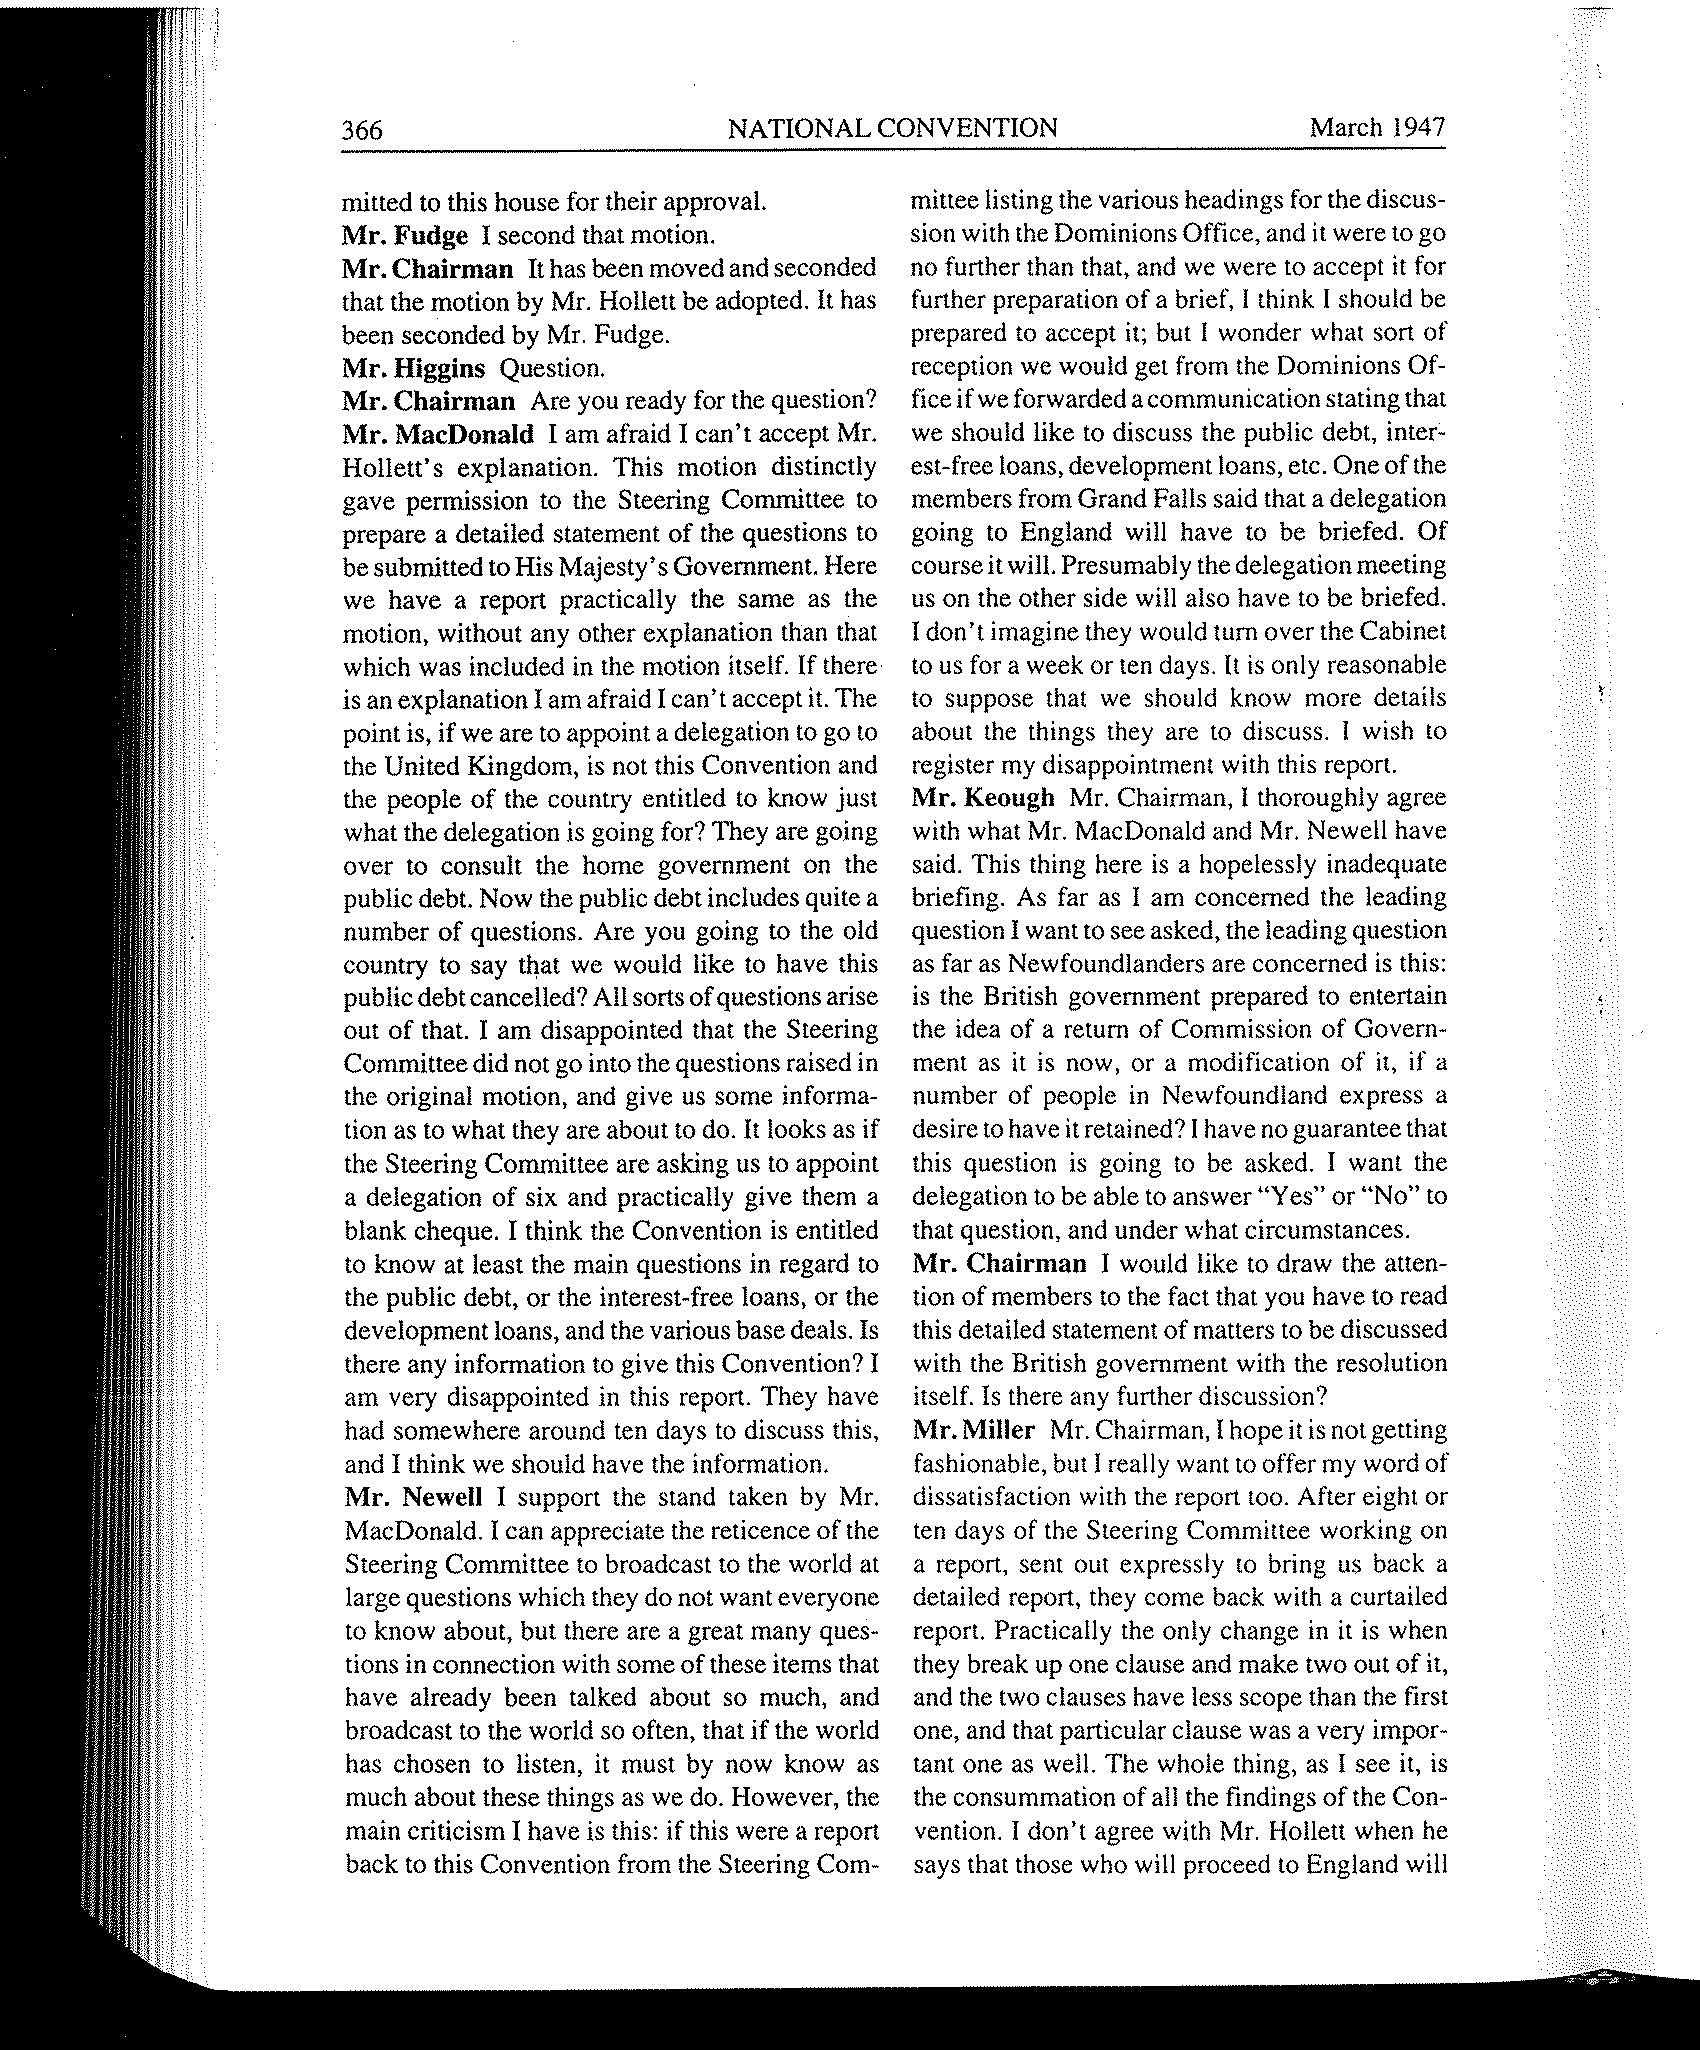 366 NATIONAL CONVENTION March 1947
mitted to this house for their approval.
Mr. Fudge I second that motion.
Mr. Chairman It has been moved and seconded
that the motion by Mr. Hollett be adopted. It has
been seconded by Mr. Fudge.
Mr. Higgins Question.
Mr. Chairman Are you ready for the question?
Mr. MacDonald I am afraid I can't accept Mr.
Hollett's explanation. This motion distinctly
gave permission to the Steering Committee to
prepare a detailed statement of the questions to
be submitted to His Majesty's Government. Here
we have a report practically the same as the
motion, without any other explanation than that
which was included in the motion itself. If there
is an explanation I am afraid I can't accept it. The
point is, if we are to appoint a delegation to go to
the United Kingdom, is not this Convention and
the people of the country entitled to know just
what the delegation is going for? They are going
over to consult the home government on the
public debt. Now the public debt includes quite a
number of questions. Are you going to the old
country to say that we would like to have this
public debt cancelled? All sorts of questions arise
out of that. I am disappointed that the Steering
Committee did not go into the questions raised in
the original motion, and give us some informa-
tion as to what they are about to do. It looks as if
the Steering Committee are asking us to appoint
a delegation of six and practically give them a
blank cheque. I think the Convention is entitled
to know at least the main questions in regard to
the public debt, or the interest-free loans, or the
development loans, and the various base deals. Is
there any information to give this Convention? I
am very disappointed in this report. They have
had somewhere around ten days to discuss this,
and I think we should have the information.
Mr. Newell I support the stand taken by Mr.
MacDonald. I can appreciate the reticence of the
Steering Committee to broadcast to the world at
large questions which they do not want everyone
to know about, but there are a great many ques-
tions in connection with some of these items that
have already been talked about so much, and
broadcast to the world so often, that if the world
has chosen to listen, it must by now know as
much about these things as we do. However, the
main criticism I have is this: if this were a report
back to this Convention from the Steering Com-
mittee listing the various headings for the discus-
sion with the Dominions Office, and it were to go
no further than that, and we were to accept it for
further preparation of a brief, I think I should be
prepared to accept it; but I wonder what sort of
reception we would get from the Dominions Of-
fice if we forwarded a communication stating that
we should like to discuss the public debt, inter-
est-free loans, development loans, etc. One of the
members from Grand Falls said that a delegation
going to England will have to be briefed. Of
course it will. Presumably the delegation meeting
us on the other side will also have to be briefed.
I don't imagine they would turn over the Cabinet
to us for a week or ten days. It is only reasonable
to suppose that we should know more details
about the things they are to discuss. I wish to
register my disappointment with this report.
Mr. Keough Mr. Chairman, I thoroughly agree
with what Mr. MacDonald and Mr. Newell have
said. This thing here is a hopelessly inadequate
briefing. As far as I am concerned the leading
question I want to see asked, the leading question
as far as Newfoundlanders are concerned is this:
is the British government prepared to entertain
the idea of a return of Commission of Govern-
ment as it is now, or a modification of it, if a
number of people in Newfoundland express a
desire to have it retained? I have no guarantee that
this question is going to be asked. I want the
delegation to be able to answer "Yes" or "No" to
that question, and under what circumstances.
Mr. Chairman I would like to draw the atten-
tion of members to the fact that you have to read
this detailed statement of matters to be discussed
with the British government with the resolution
itself. Is there any further discussion?
Mr. Miller Mr. Chairman, I hope it is not getting
fashionable, but I really want to offer my word of
dissatisfaction with the report too. After eight or
ten days of the Steering Committee working on
a report, sent out expressly to bring us back a
detailed report, they come back with a curtailed
report. Practically the only change in it is when
they break up one clause and make two out of it,
and the two clauses have less scope than the first
one, and that particular clause was a very impor-
tant one as well. The whole thing, as I see it, is
the consummation of all the findings of the Con-
vention. I don't agree with Mr. Hollett when he
says that those who will proceed to England will